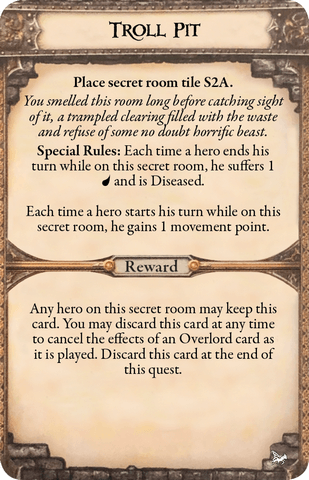 Troll Pit
Place secret room tile S2A.
You smelled this room long before catching sight
of it, a trampled clearing filled with the waste
and refuse of some no doubt horrific beast.
Special Rules: Each time a hero ends his
turn while on this secret room, he suffers 1
and is Diseased.
Each time a hero starts his turn while on this
secret room, he gains 1 movement point.
Reward
Any hero on this secret room may keep this
card. You may discard this card at any time
to cancel the effects of an Overlord card as
it is played. Discard this card at the end of
this quest.